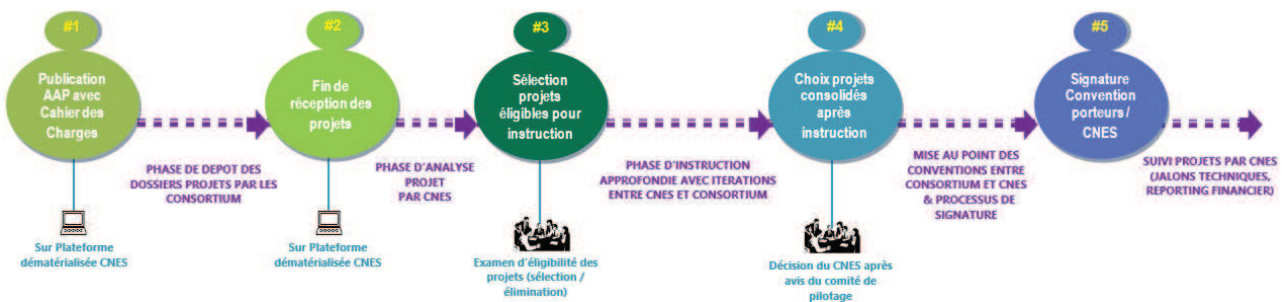 #1
Publication
AAP avec
Cahier des
Charges
PHASE DE DEPOT DES
DOSSIERS PROJETS PAR LES
CONSORTIUM
Sur Plateforme
dématérialisée CNES
#2
Fin de
réception des
projets
PHASE D'ANALYSE
PROJET
PAR CNES
Sur Plateforme
dématérialisée CNES
#3
Sélection
projets
éligibles pour
instruction
PHASE D'INSTRUCTION
APPROFONDIE AVEC ITERATIONS
ENTRE CNES ET CONSORTIUM
Examen d'éligibilité des
projets (sélection /
élimination)
#4
Choix projets
consolidés après
instruction
MISE AU POINT DES
CONVENTIONS ENTRE
CONSORTIUM ET CNES
& PROCESSUS DE
SIGNATURE
Décision du CNES après
avis du comité de
pilotage
#5
Signature
Convention
porteurs /
CNES
SUIVI PROJETS PAR CNES
(JALONS TECHNIQUES,
REPORTING FINANCIER)